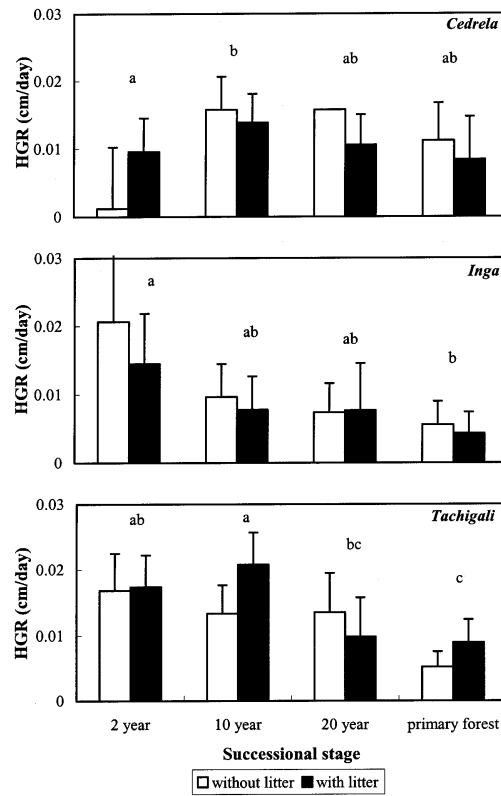 0.03
Cedrela
0.02
a
b
ab
ab
0.01
0
HGR (cm/day)
0.03
Inga
a
0.02
ab
ab
b
0.01
0
HGR (cm/day)
0.03
Tachigali
ab
a
bc
c
0.02
0.01
0
HGR (cm/day)
2 year 10 year 20 year primary forest
Successional stage
without litter with litter